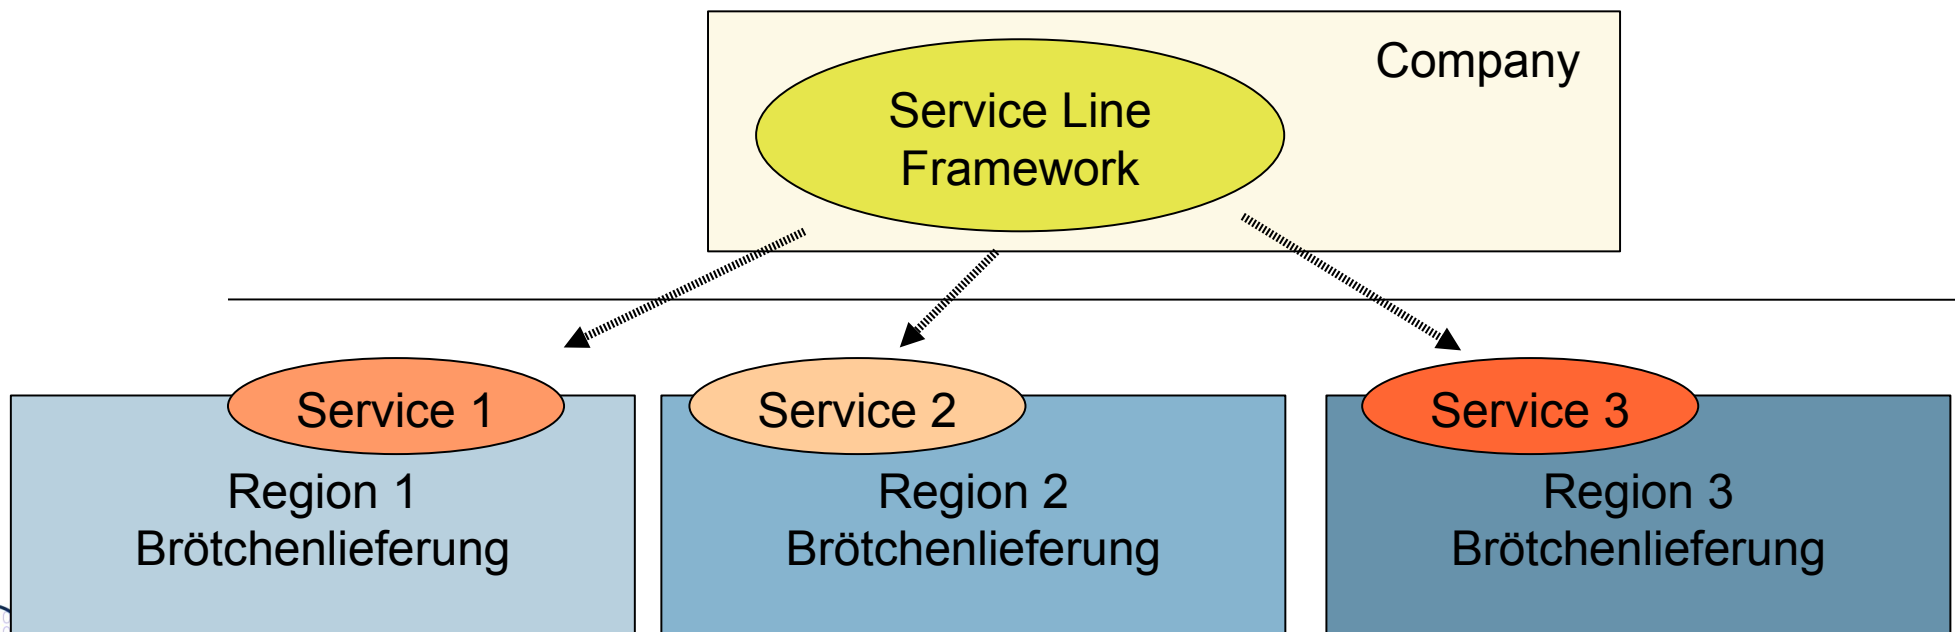 Company
Service Line
Framework
Service 1
Service 2
Service 3
Region 1
Brötchenlieferung
Region 2
Brötchenlieferung
Region 3
Brötchenlieferung